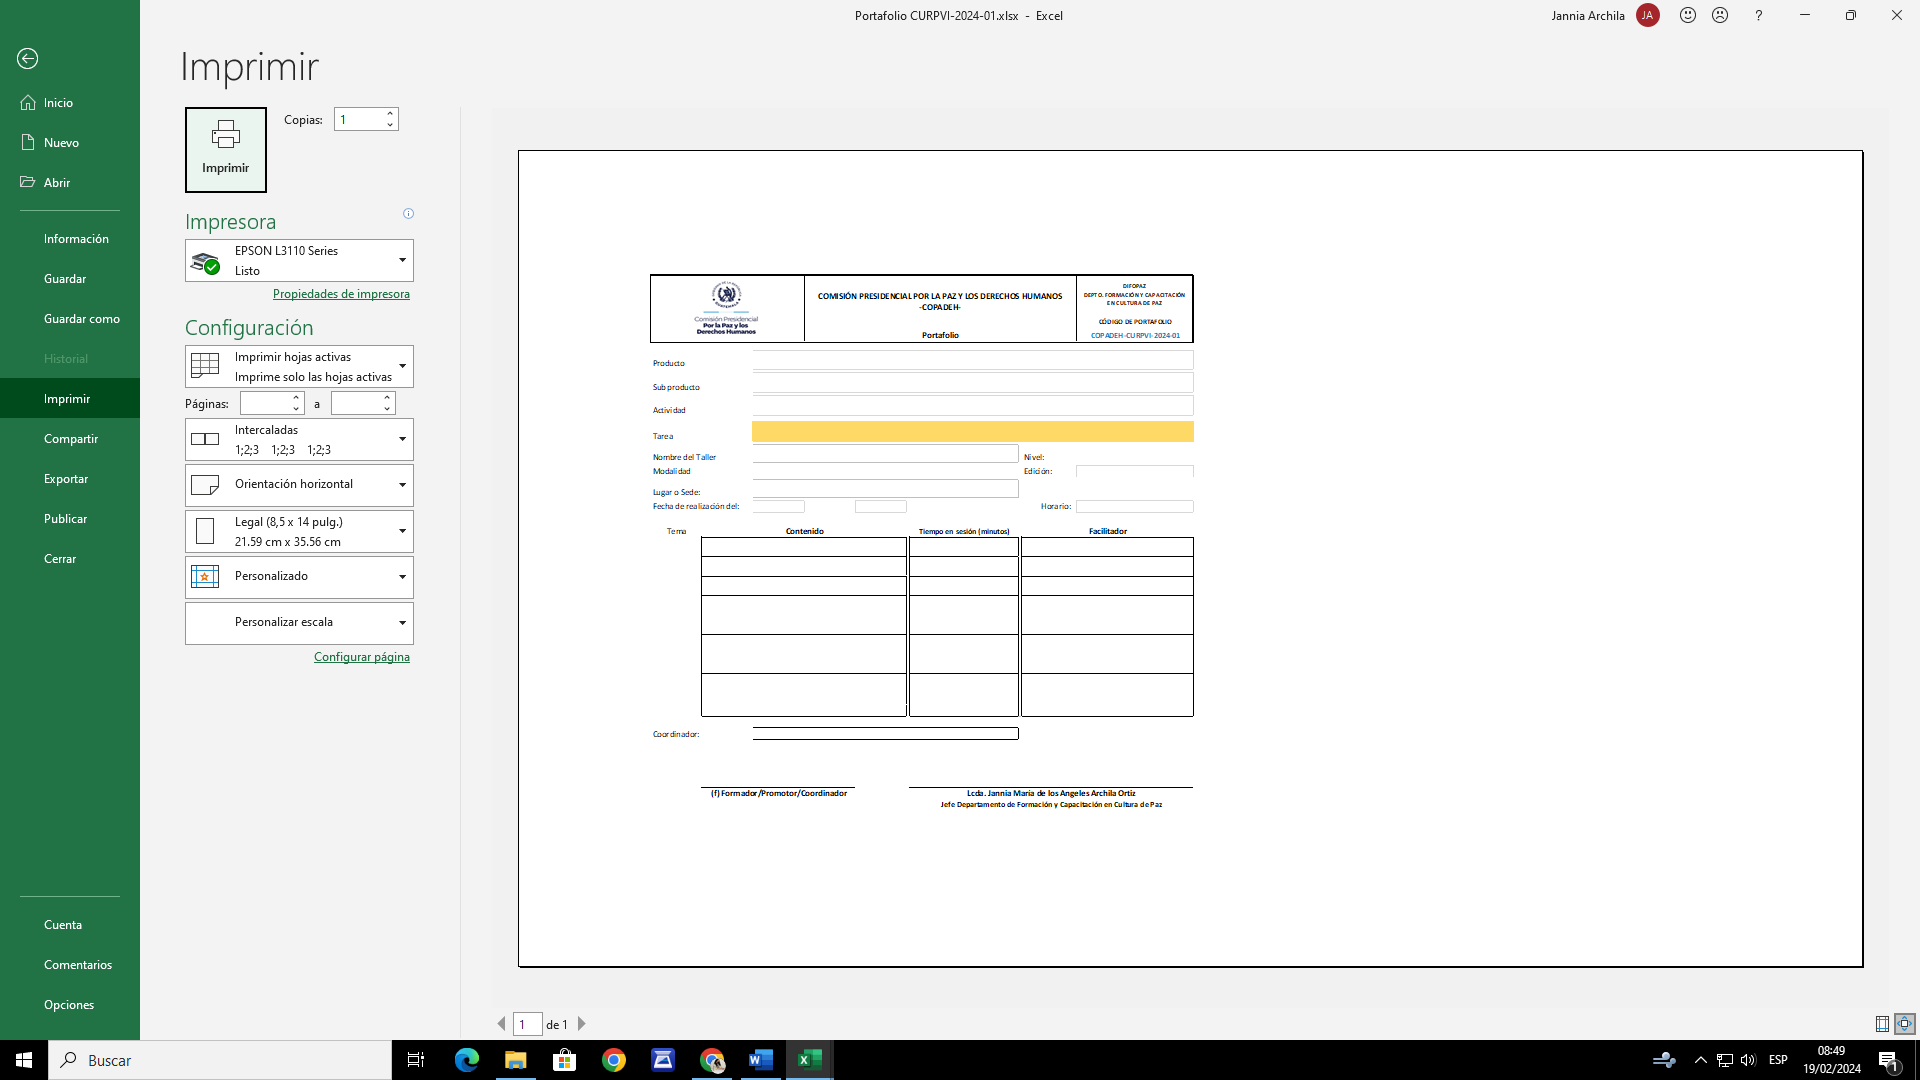 Portafolio CURPVI-2024-01.xlsx - Excel
Jannia Archila
JA
?
Imprimir
Inicio
Nuevo
Abrir
Información
Guardar
Guardar como
Historial
Imprimir
Compartir
Exportar
Publicar
Cerrar
Cuenta
Comentarios
Opciones
Imprimir
Copias: 1
Impresora
EPSON L3110 Series
Listo
Propiedades de impresora
Configuración
Imprimir hojas activas
Imprime solo las hojas activas
Páginas: a
Intercaladas
1;2;3 1;2;3 1;2;3
Orientación horizontal
Legal (8,5 x 14 pulg.)
21.59 cm x 35.56 cm
Personalizado
Personalizar escala
Configurar página
Comisión Presidencial
Por la Paz y los
Derechos Humanos
COMISIÓN PRESIDENCIAL POR LA PAZ Y LOS DERECHOS HUMANOS
-COPADEH-
Portafolio
DIFOPAZ
DEPTO. FORMACIÓN Y CAPACITACIÓN
EN CULTURA DE PAZ
CÓDIGO DE PORTAFOLIO
COPADEH-CURPVI-2024-01
Producto
Subproducto
Actividad
Tarea
Nombre del Taller
Nivel:
Modalidad
Edición:
Lugar o Sede:
Fecha de realización del:
Horario:
Tema Contenido Tiempo en sesión (minutos) Facilitador
Coordinador:
(f) Formador/Promotor/Coordinador
Lcda. Jannia María de los Angeles Archila Ortiz
Jefe Departamento de Formación y Capacitación en Cultura de Paz
1 de 1
Buscar
ESP
08:49
19/02/2024
1